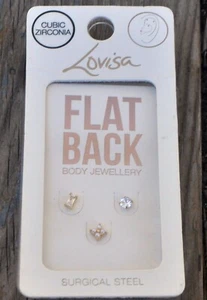 CUBIC
ZIRCONIA
Lovisa
FLAT
BACK
BODY JEWELLERY
SURGICAL STEEL